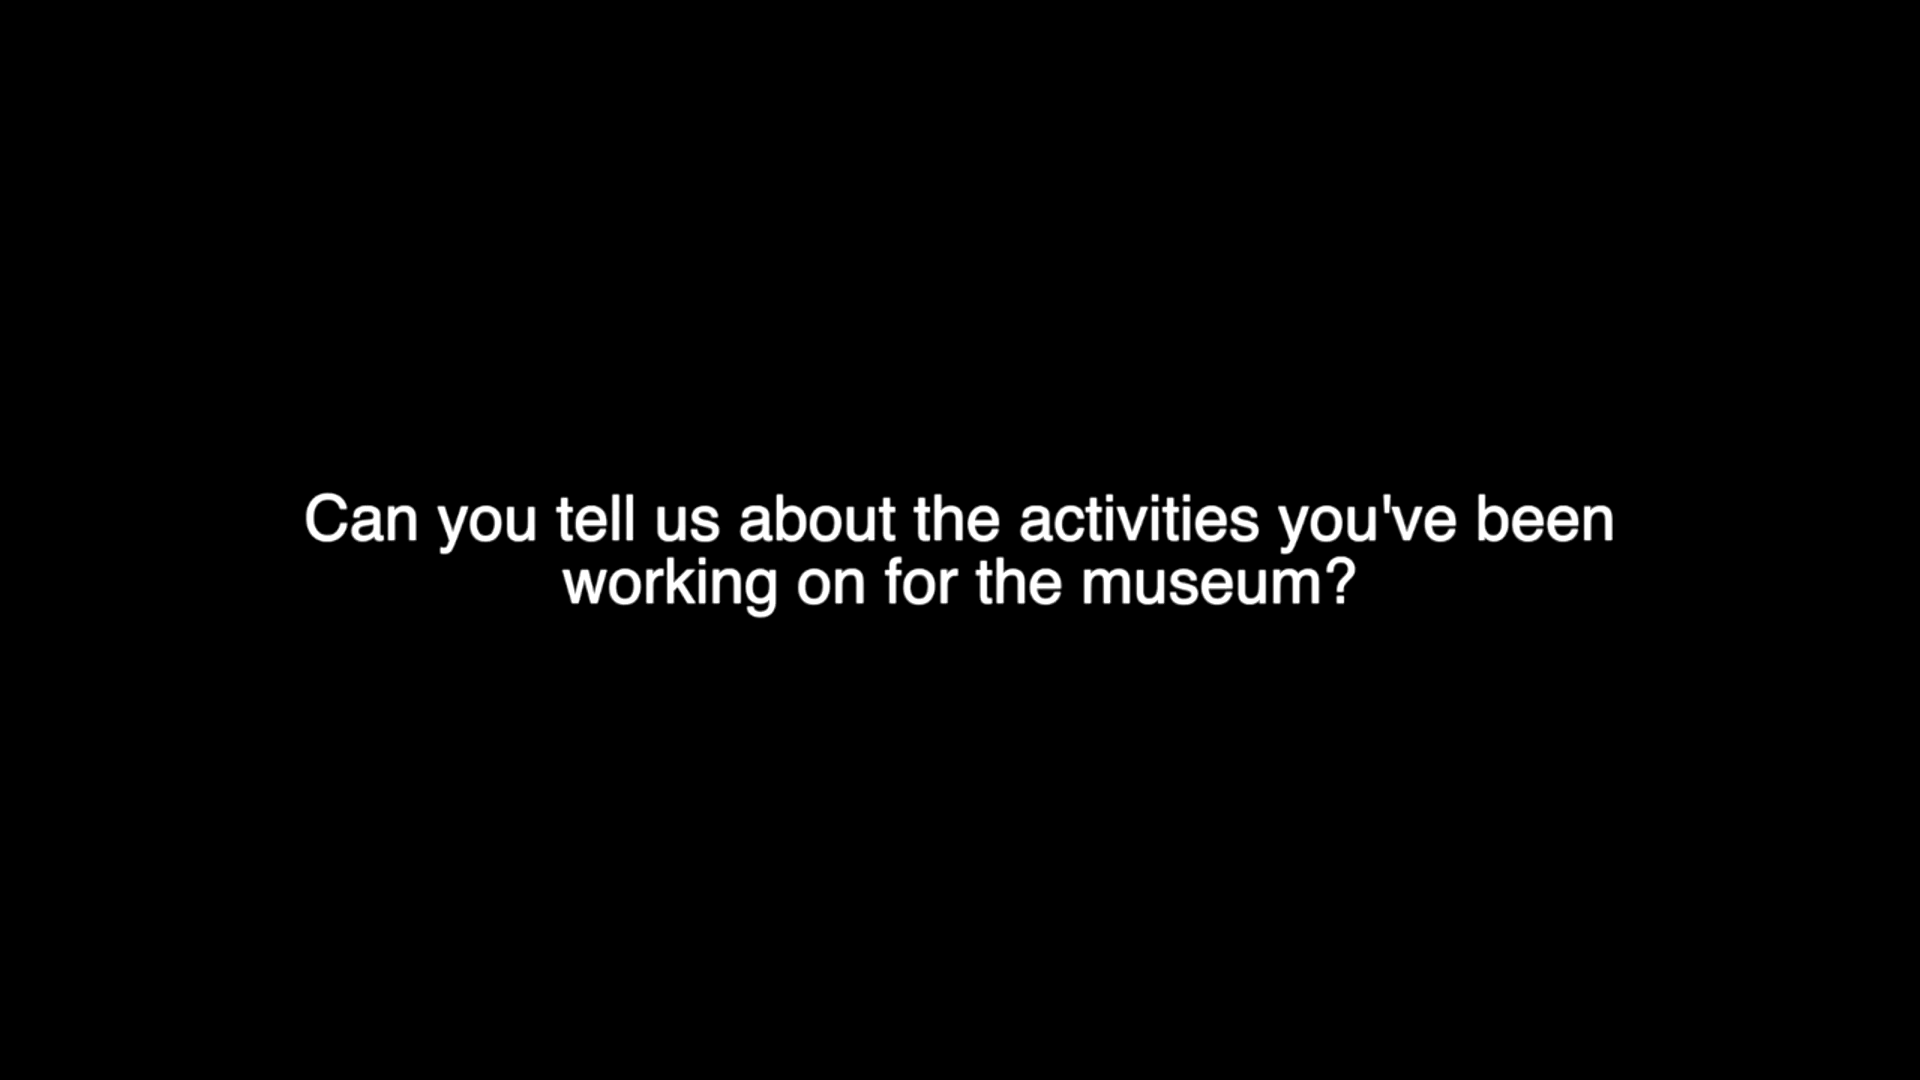 Can you tell us about the activities you've been
working on for the museum?